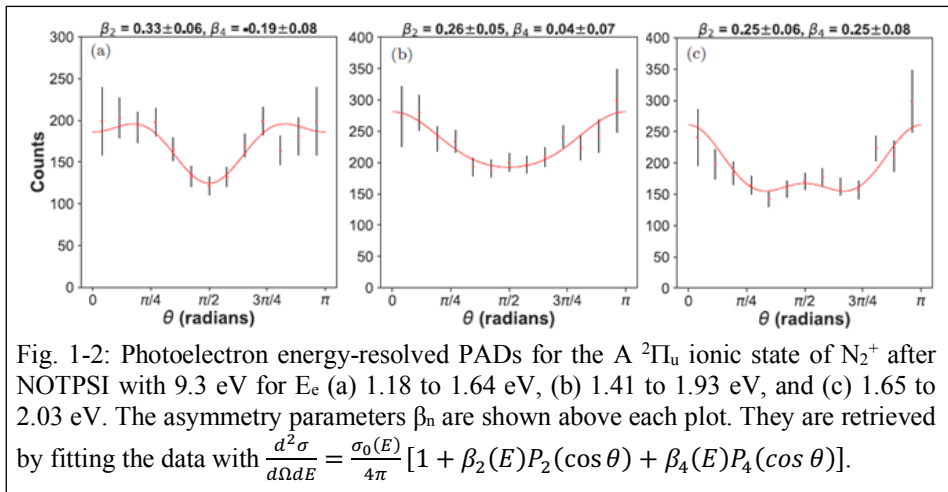 β₂ = 0.33±0.06, β₄ = -0.19±0.08
β₂ = 0.26±0.05, β₄ = 0.04±0.07
β₂ = 0.25±0.06, β₄ = 0.25±0.08
300
250
200
150
100
50
0
Counts
(a)
0 π/4 π/2 3π/4 π
θ (radians)
400
350
300
250
200
150
100
50
0
(b)
0 π/4 π/2 3π/4 π
θ (radians)
400
350
300
250
200
150
100
50
0
(c)
0 π/4 π/2 3π/4 π
θ (radians)
Fig. 1-2: Photoelectron energy-resolved PADs for the A ²Πᵤ ionic state of N₂⁺ after
NOTPSI with 9.3 eV for Eₑ (a) 1.18 to 1.64 eV, (b) 1.41 to 1.93 eV, and (c) 1.65 to
2.03 eV. The asymmetry parameters βₙ are shown above each plot. They are retrieved
by fitting the data with d²σ/dΩdE = σ₀(E)/4π [1 + β₂(E)P₂(cos θ) + β₄(E)P₄(cos θ)].